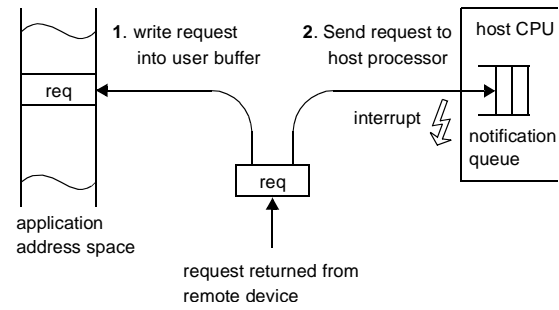 1. write request
into user buffer
2. Send request to
host processor
host CPU
req
interrupt
notification
queue
req
application
address space
request returned from
remote device